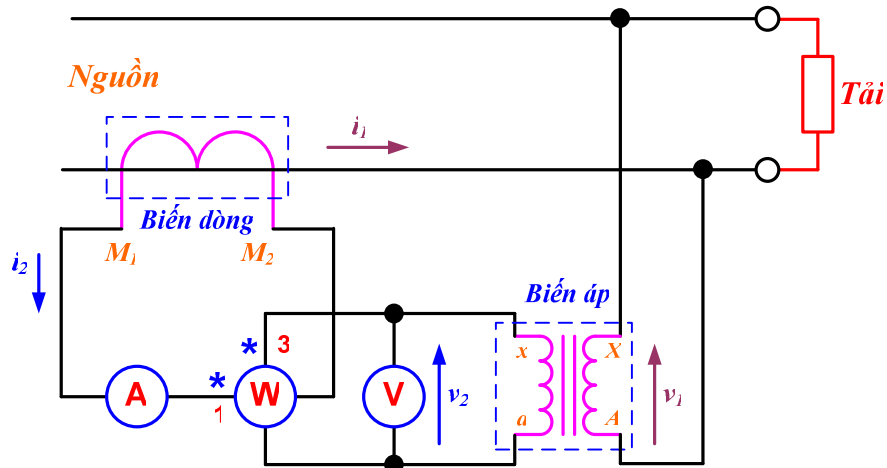 Nguồn
Tải
i1
Biến dòng
M1
M2
i2
Biến áp
* 3
x
X
*
A
W
V
v2
v1
1
a
A